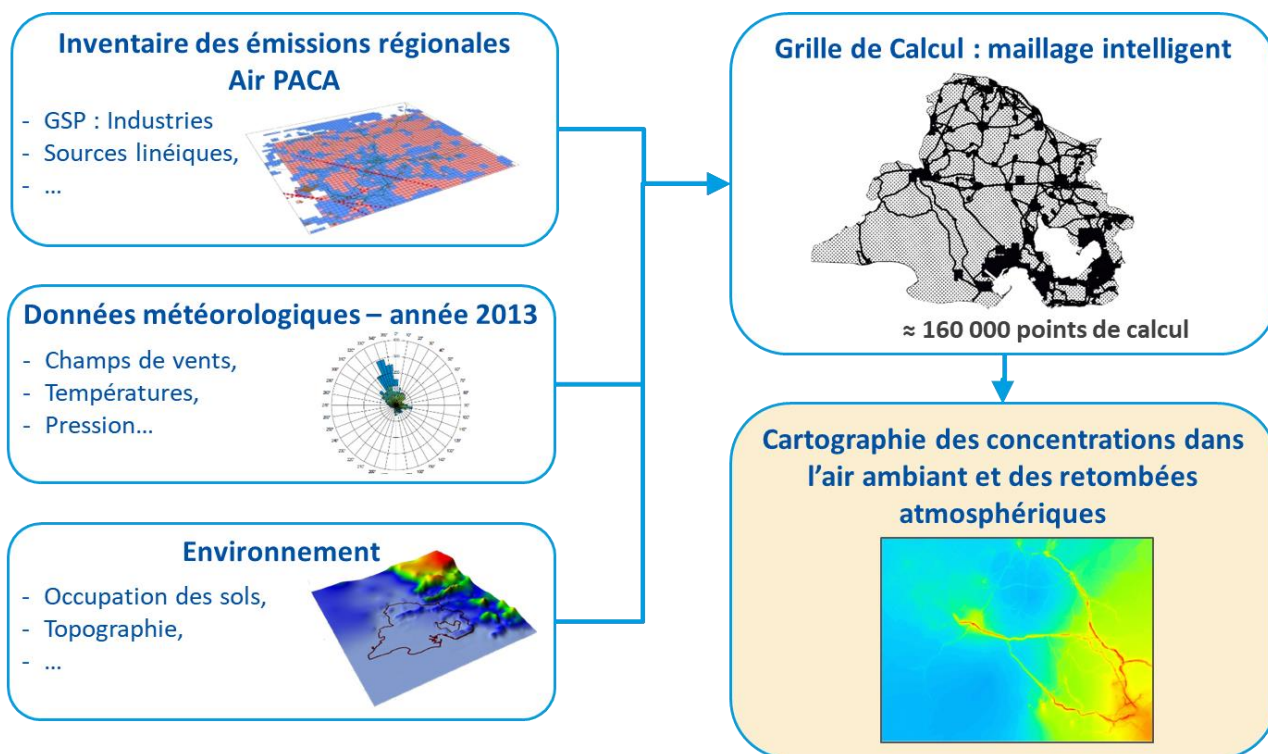 Inventaire des émissions régionales
Air PACA
- GSP : Industries
- Sources linéiques,
- ...
Données météorologiques – année 2013
- Champs de vents,
- Températures,
- Pression...
Environnement
- Occupation des sols,
- Topographie,
- ...
Grille de Calcul : maillage intelligent
≈ 160 000 points de calcul
Cartographie des concentrations dans
l'air ambiant et des retombées
atmosphériques